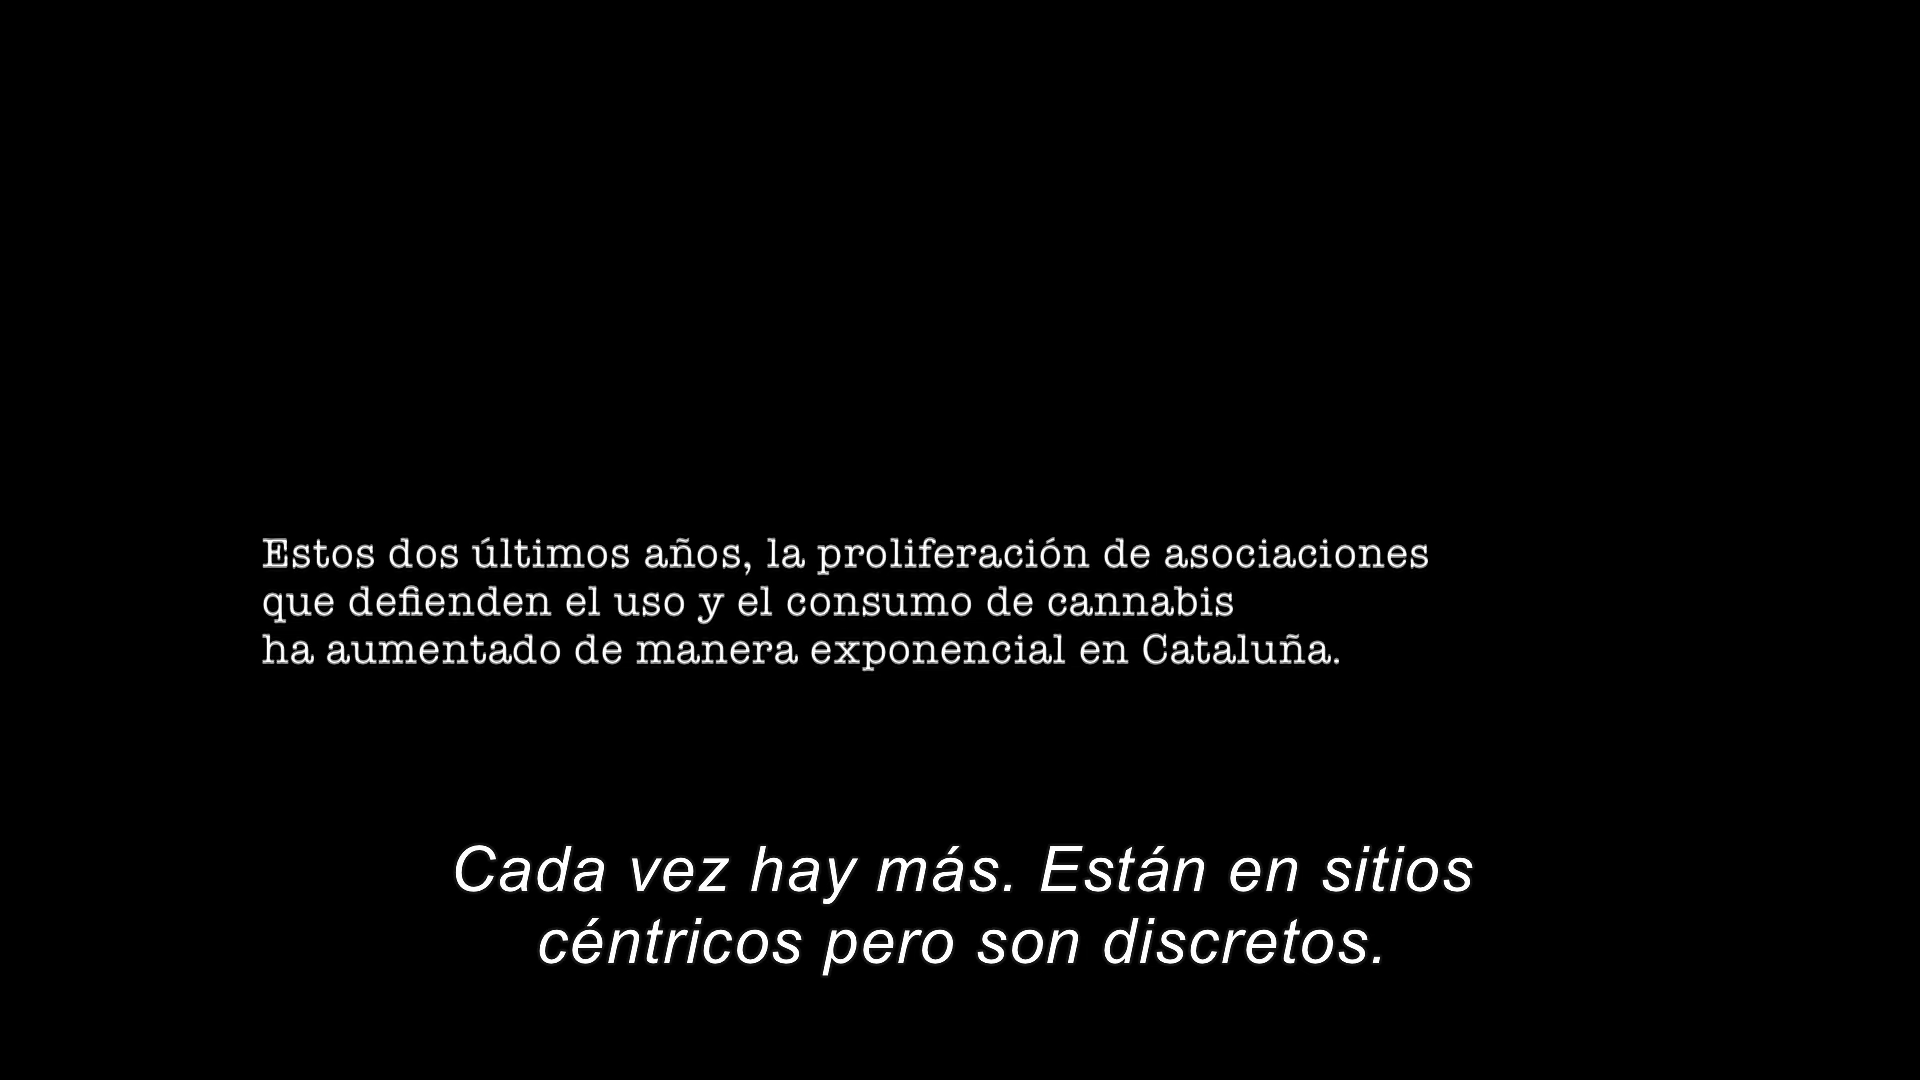 Estos dos últimos años, la proliferación de asociaciones
que defienden el uso y el consumo de cannabis
ha aumentado de manera exponencial en Cataluña.
Cada vez hay más. Están en sitios
céntricos pero son discretos.